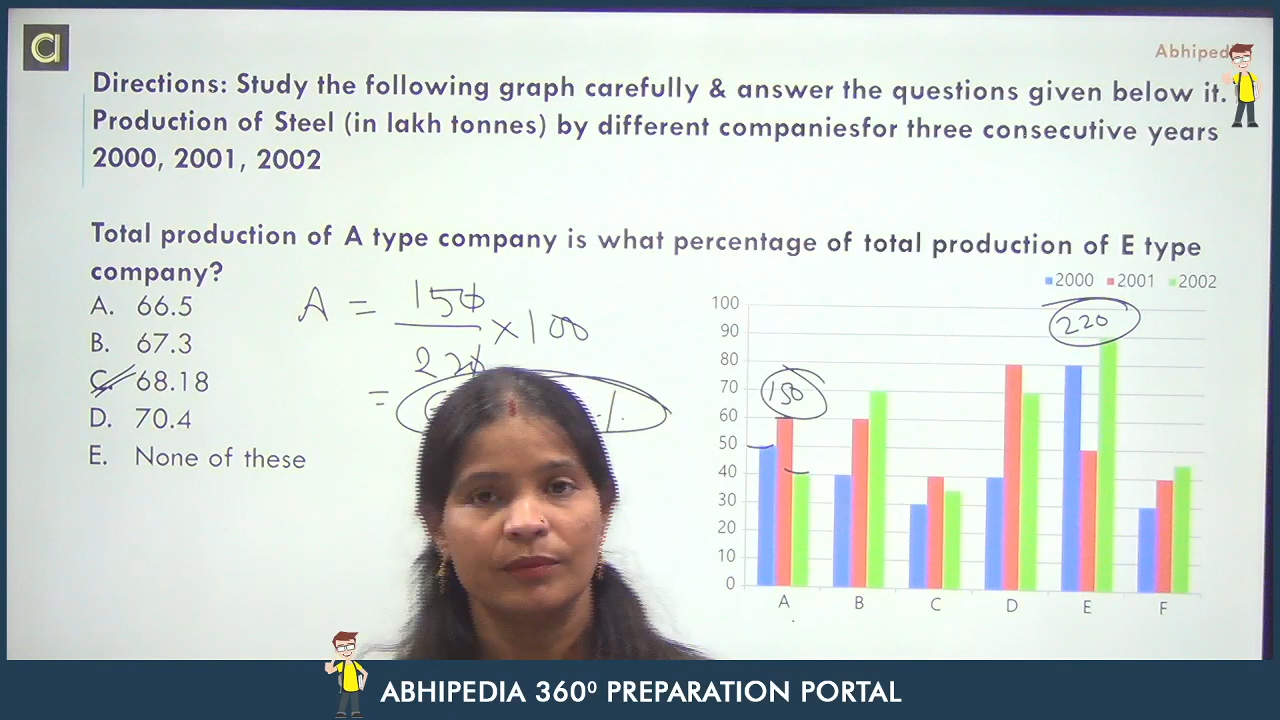 Abhiped
Directions: Study the following graph carefully & answer the questions given below it.
Production of Steel (in lakh tonnes) by different companiesfor three consecutive years
2000, 2001, 2002
Total production of A type company is what percentage of total production of E type
company?
A. 66.5
B. 67.3
C. 68.18
D. 70.4
E. None of these
A = 150
220 × 100
=
2000 2001 2002
100
90
80
70
60
50
40
30
20
10
0
150
220
A B C D E F
ABHIPEDIA 360⁰ PREPARATION PORTAL